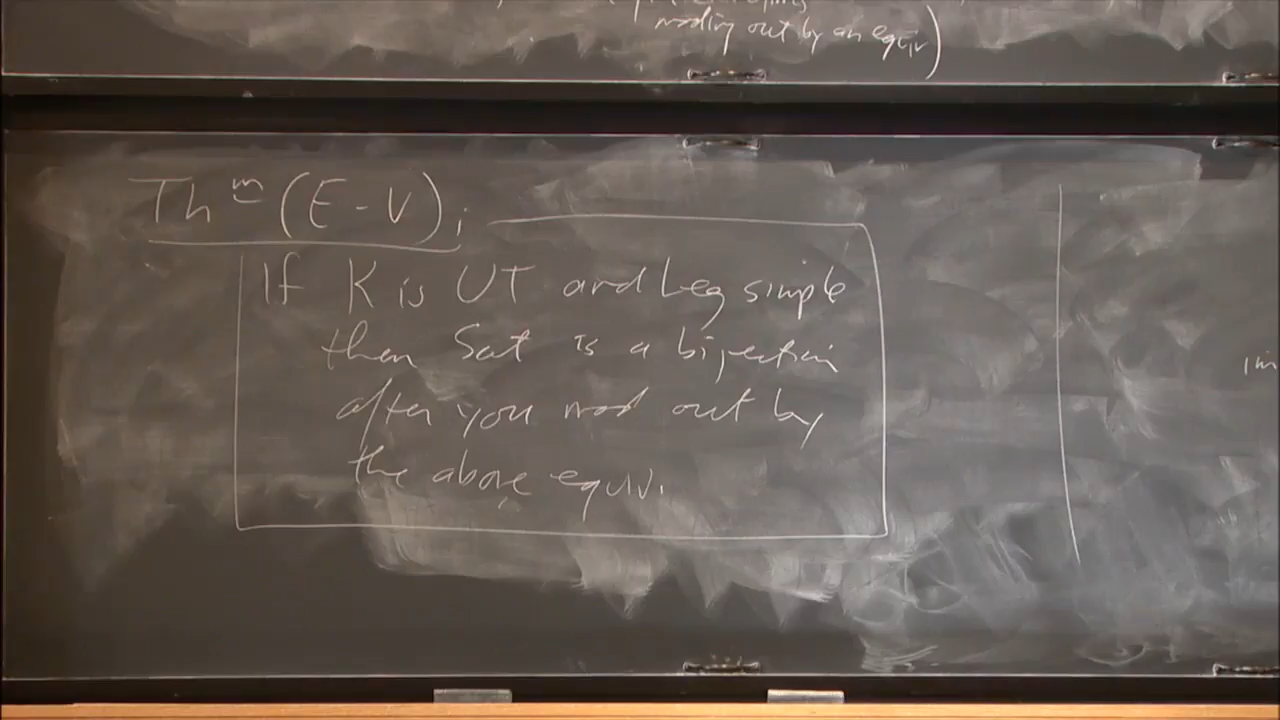 modding out by an equiv)
Th^m (E-V):
If K is UT and Leg simple
then Sat is a bijection
after you mod out by
the above equiv.